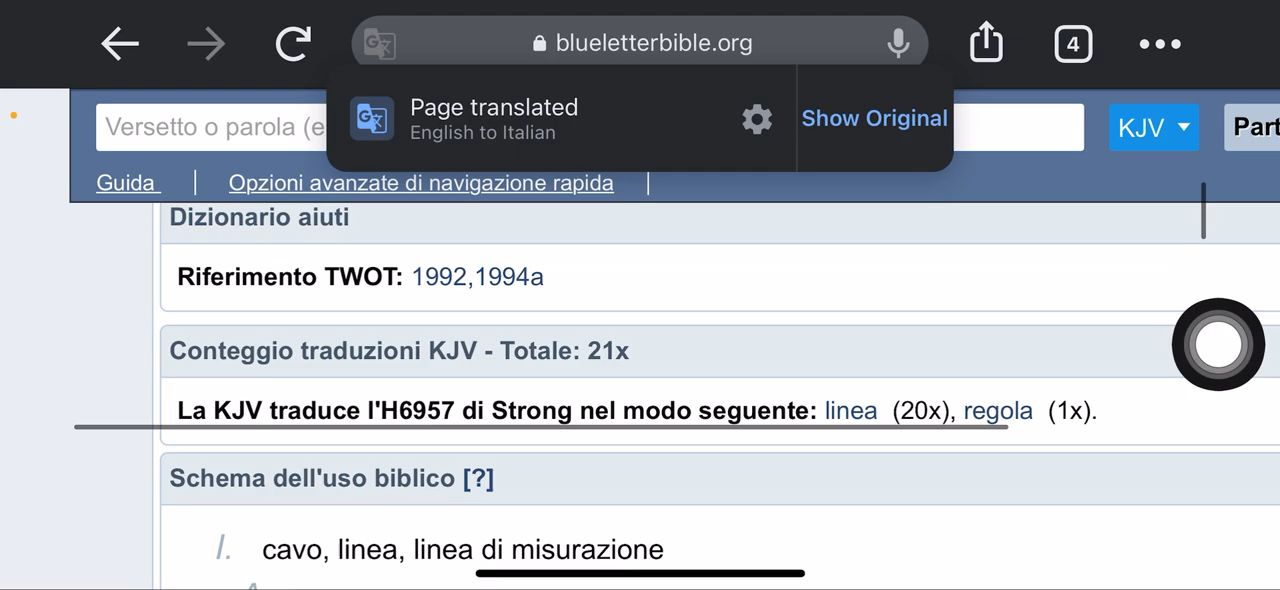 blueletterbible.org
4
Page translated
English to Italian
Show Original
Versetto o parola (e
KJV
Part
Guida
Opzioni avanzate di navigazione rapida
Dizionario aiuti
Riferimento TWOT: 1992,1994a
Conteggio traduzioni KJV - Totale: 21x
La KJV traduce l'H6957 di Strong nel modo seguente: linea (20x), regola (1x).
Schema dell'uso biblico [?]
I. cavo, linea, linea di misurazione